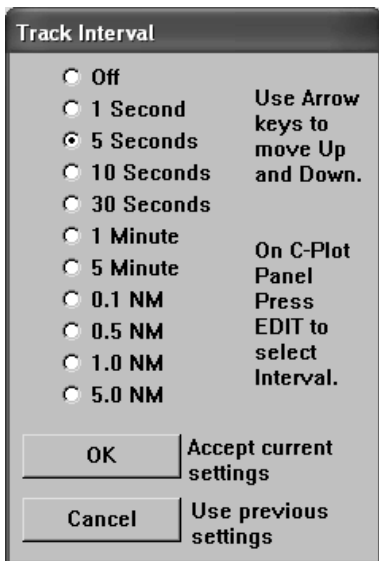 Track Interval
Off
1 Second
5 Seconds
10 Seconds
30 Seconds
1 Minute
5 Minute
0.1 NM
0.5 NM
1.0 NM
5.0 NM
Use Arrow
keys to
move Up
and Down.
On C-Plot
Panel
Press
EDIT to
select
Interval.
OK
Accept current
settings
Cancel
Use previous
settings